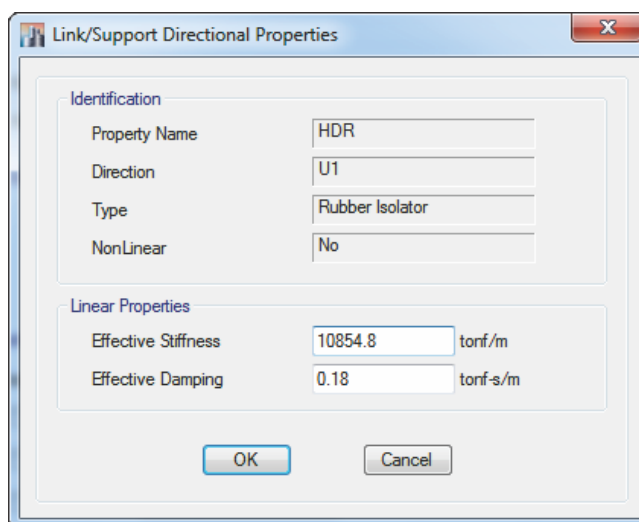 Link/Support Directional Properties
Identification
Property Name HDR
Direction U1
Type Rubber Isolator
NonLinear No
Linear Properties
Effective Stiffness 10854.8 tonf/m
Effective Damping 0.18 tonf-s/m
OK Cancel